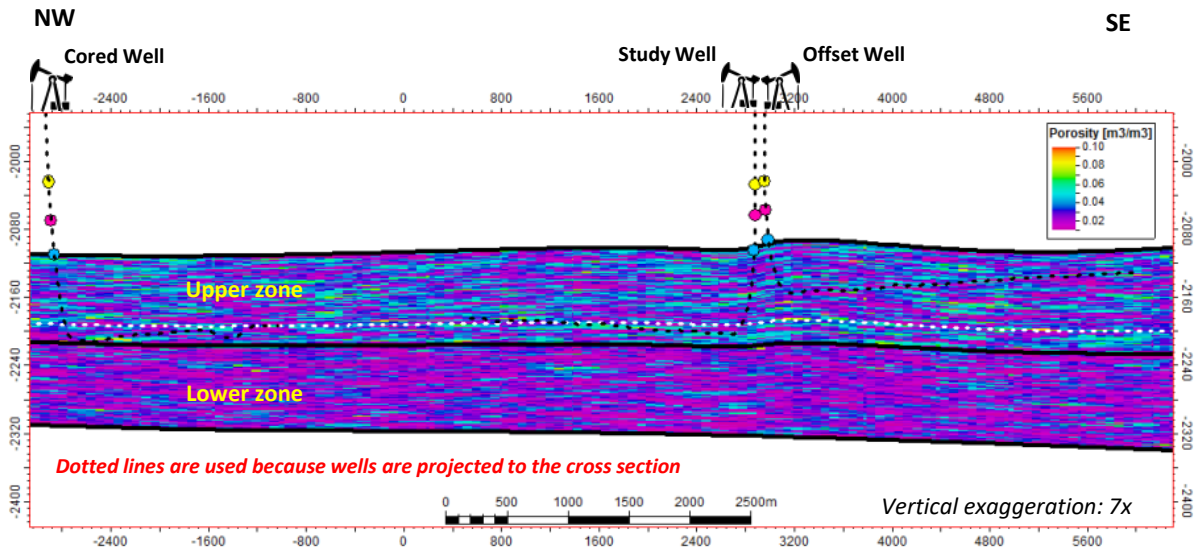 NW
SE
Cored Well
Study Well
Offset Well
-2400 -1600 -800 0 800 1600 2400 3200 4000 4800 5600
Porosity [m3/m3]
0.10
0.08
0.06
0.04
0.02
-2000 -2000
-2080 -2080
-2160 -2160
-2240 -2240
-2320 -2320
-2400 -2400
Upper zone
Lower zone
Dotted lines are used because wells are projected to the cross section
0 500 1000 1500 2000 2500m
Vertical exaggeration: 7x
-2400 -1600 -800 0 800 1600 2400 3200 4000 4800 5600